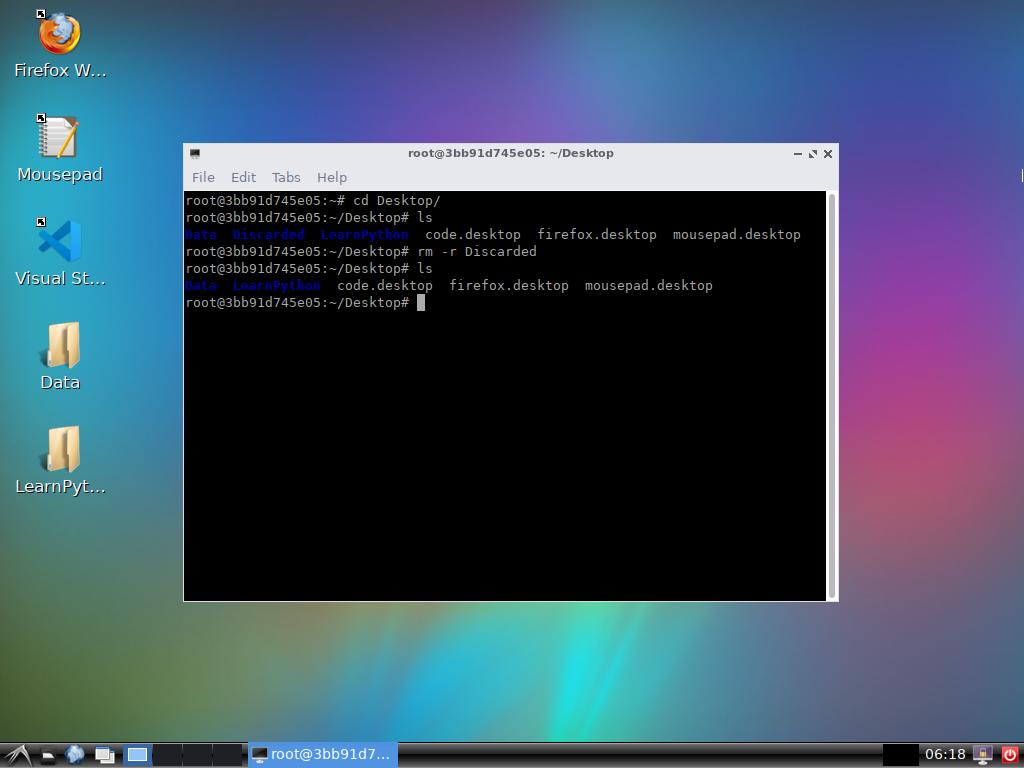 Firefox W...
Mousepad
Visual St...
Data
LearnPyt...
root@3bb91d745e05: ~/Desktop
File Edit Tabs Help
root@3bb91d745e05:~# cd Desktop/
root@3bb91d745e05:~/Desktop# ls
Data Discarded LearnPython code.desktop firefox.desktop mousepad.desktop
root@3bb91d745e05:~/Desktop# rm -r Discarded
root@3bb91d745e05:~/Desktop# ls
Data LearnPython code.desktop firefox.desktop mousepad.desktop
root@3bb91d745e05:~/Desktop#
root@3bb91d7... 06:18